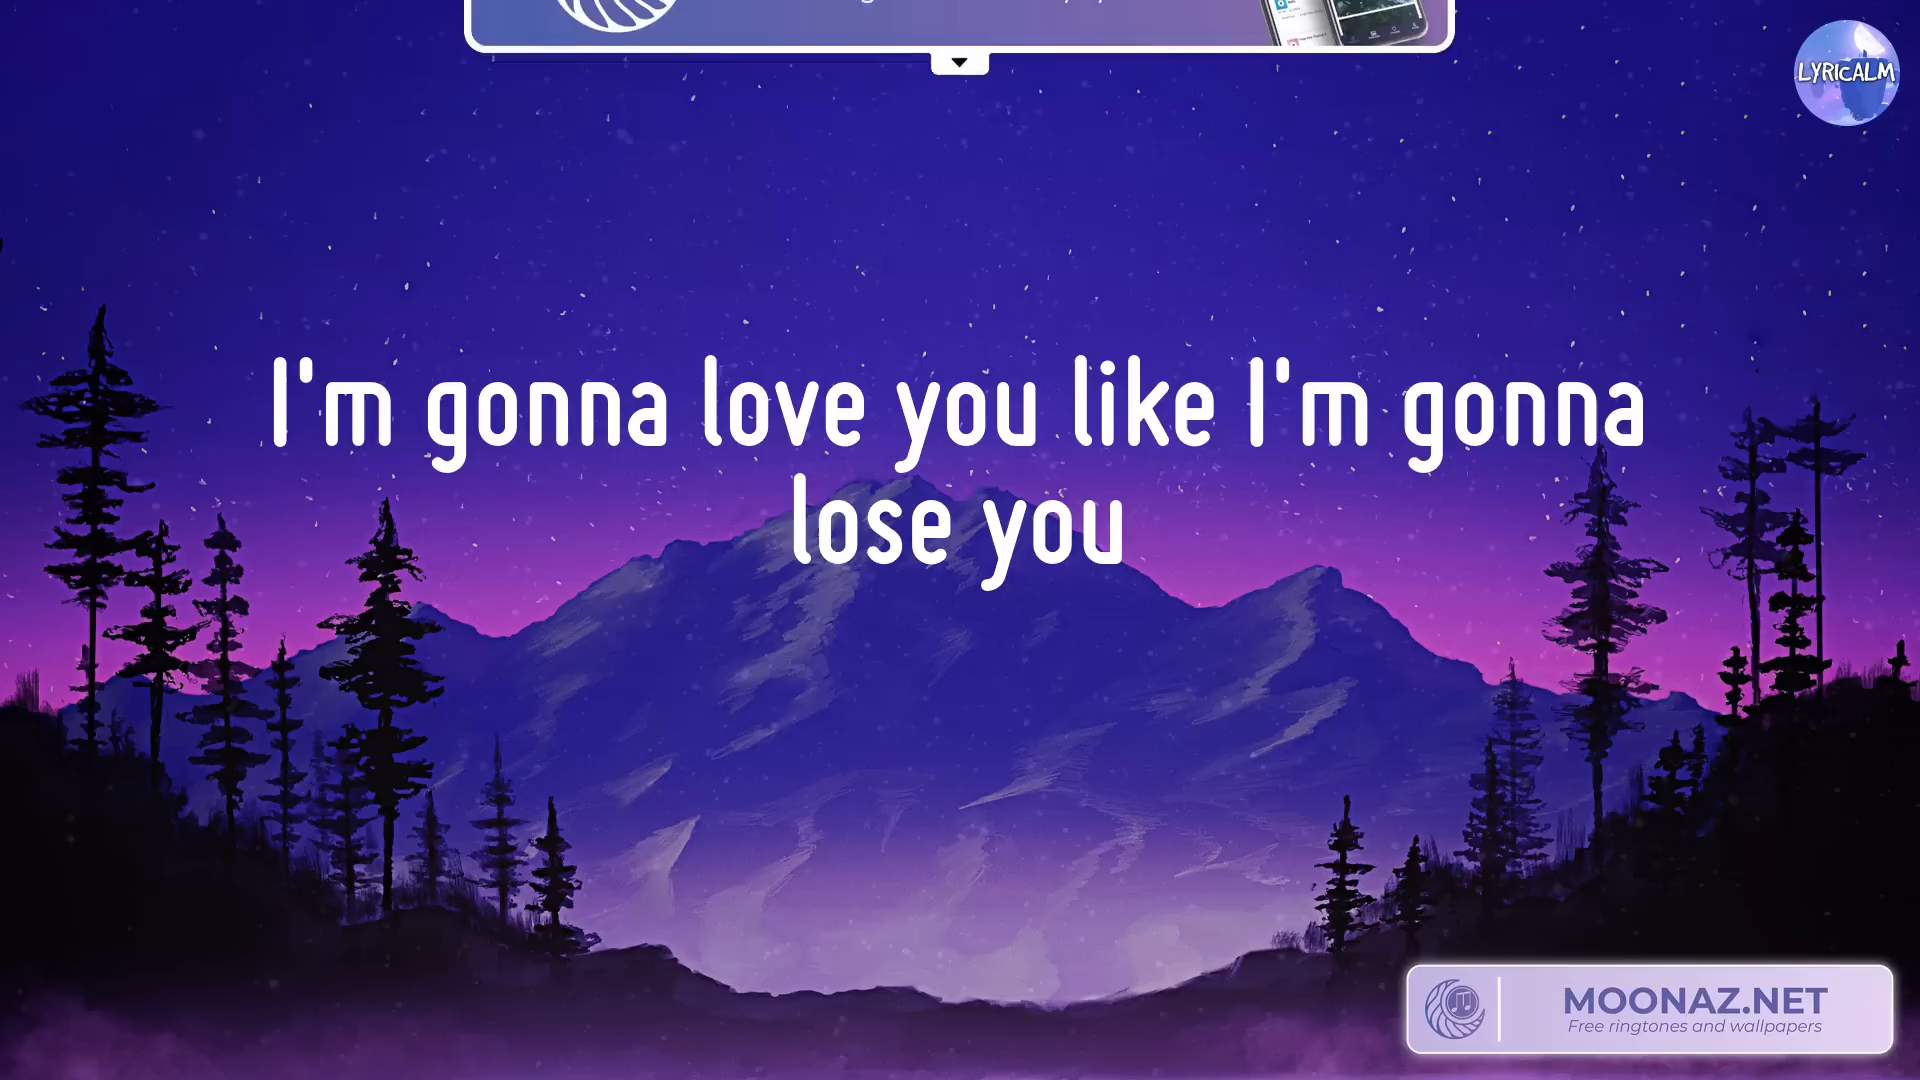 LYRICALM
I'm gonna love you like I'm gonna
lose you
MOONAZ.NET
Free ringtones and wallpapers